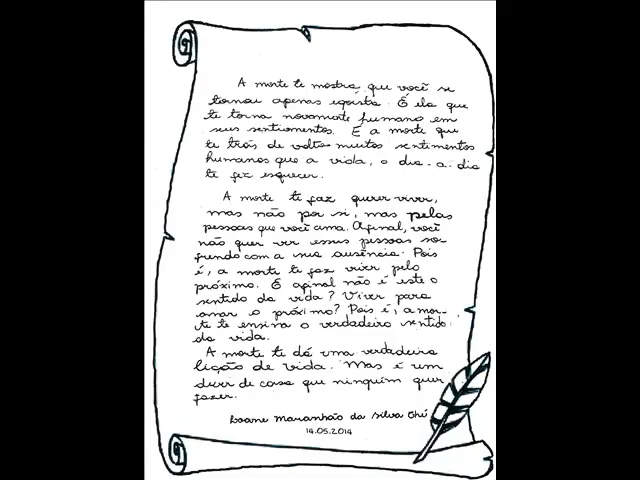 A morte te mostra, que você se
tornou apenas egoísta. É ela que
te torna novamente humano em
seus sentimentos. É a morte que
te trás de volta muitos sentimentos
humanos que a vida, o dia-a-dia
te fez esquecer.
A morte te faz querer viver,
mas não por si, mas pelas
pessoas que você ama. Afinal, você
não quer ver essas pessoas so-
frendo com a sua ausência. Pois
é, a morte te faz viver pelo
próximo. E afinal não é este o
sentido da vida? Viver para
amar o próximo? Pois é, a mor-
te te ensina o verdadeiro sentido
da vida.
A morte te dá uma verdadeira
lição de vida. Mas é um
dever de casa que ninguém quer
fazer.
Maranhão da Silva
14.05.2014